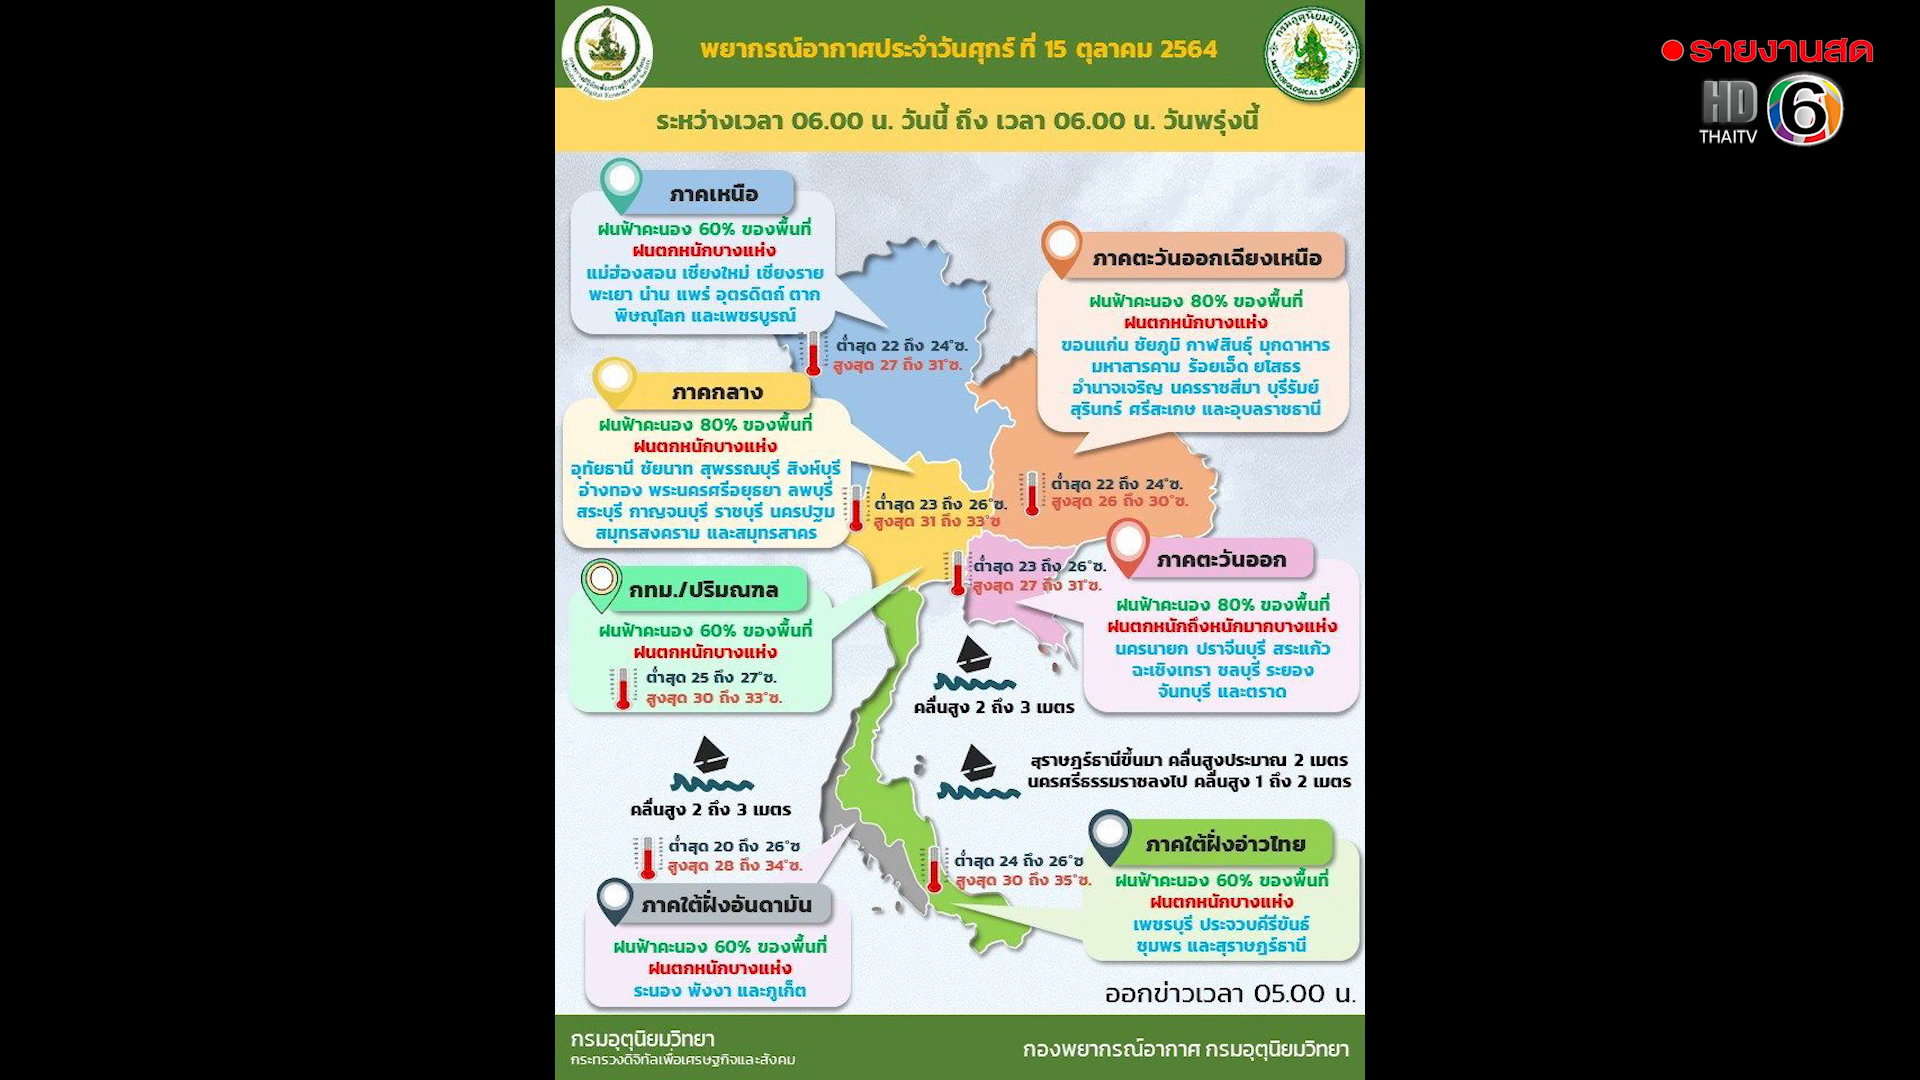 พยากรณ์อากาศประจำวันศุกร์ ที่ 15 ตุลาคม 2564
รายงานสด
HD
THAITV
6
ระหว่างเวลา 06.00 น. วันนี้ ถึง เวลา 06.00 น. วันพรุ่งนี้
ภาคเหนือ
ฝนฟ้าคะนอง 60% ของพื้นที่
ฝนตกหนักบางแห่ง
แม่ฮ่องสอน เชียงใหม่ เชียงราย
พะเยา น่าน แพร่ อุตรดิตถ์ ตาก
พิษณุโลก และเพชรบูรณ์
ต่ำสุด 22 ถึง 24°ซ.
สูงสุด 27 ถึง 31°ซ.
ภาคตะวันออกเฉียงเหนือ
ฝนฟ้าคะนอง 80% ของพื้นที่
ฝนตกหนักบางแห่ง
ขอนแก่น ชัยภูมิ กาฬสินธุ์ มุกดาหาร
มหาสารคาม ร้อยเอ็ด ยโสธร
อำนาจเจริญ นครราชสีมา บุรีรัมย์
สุรินทร์ ศรีสะเกษ และอุบลราชธานี
ต่ำสุด 22 ถึง 24°ซ.
สูงสุด 26 ถึง 30°ซ.
ภาคกลาง
ฝนฟ้าคะนอง 80% ของพื้นที่
ฝนตกหนักบางแห่ง
อุทัยธานี ชัยนาท สุพรรณบุรี สิงห์บุรี
อ่างทอง พระนครศรีอยุธยา ลพบุรี
สระบุรี กาญจนบุรี ราชบุรี นครปฐม
สมุทรสงคราม และสมุทรสาคร
ต่ำสุด 23 ถึง 26°ซ.
สูงสุด 31 ถึง 33°ซ
ภาคตะวันออก
ฝนฟ้าคะนอง 80% ของพื้นที่
ฝนตกหนักถึงหนักมากบางแห่ง
นครนายก ปราจีนบุรี สระแก้ว
ฉะเชิงเทรา ชลบุรี ระยอง
จันทบุรี และตราด
ต่ำสุด 23 ถึง 26°ซ.
สูงสุด 27 ถึง 31°ซ.
กทม./ปริมณฑล
ฝนฟ้าคะนอง 60% ของพื้นที่
ฝนตกหนักบางแห่ง
ต่ำสุด 25 ถึง 27°ซ.
สูงสุด 30 ถึง 33°ซ.
คลื่นสูง 2 ถึง 3 เมตร
สุราษฎร์ธานีขึ้นมา คลื่นสูงประมาณ 2 เมตร
นครศรีธรรมราชลงไป คลื่นสูง 1 ถึง 2 เมตร
คลื่นสูง 2 ถึง 3 เมตร
ต่ำสุด 20 ถึง 26°ซ
สูงสุด 28 ถึง 34°ซ.
ภาคใต้ฝั่งอันดามัน
ฝนฟ้าคะนอง 60% ของพื้นที่
ฝนตกหนักบางแห่ง
ระนอง พังงา และภูเก็ต
ต่ำสุด 24 ถึง 26°ซ
สูงสุด 30 ถึง 35°ซ.
ภาคใต้ฝั่งอ่าวไทย
ฝนฟ้าคะนอง 60% ของพื้นที่
ฝนตกหนักบางแห่ง
เพชรบุรี ประจวบคีรีขันธ์
ชุมพร และสุราษฎร์ธานี
ออกข่าวเวลา 05.00 น.
กรมอุตุนิยมวิทยา
กระทรวงดิจิทัลเพื่อเศรษฐกิจและสังคม
กองพยากรณ์อากาศ กรมอุตุนิยมวิทยา